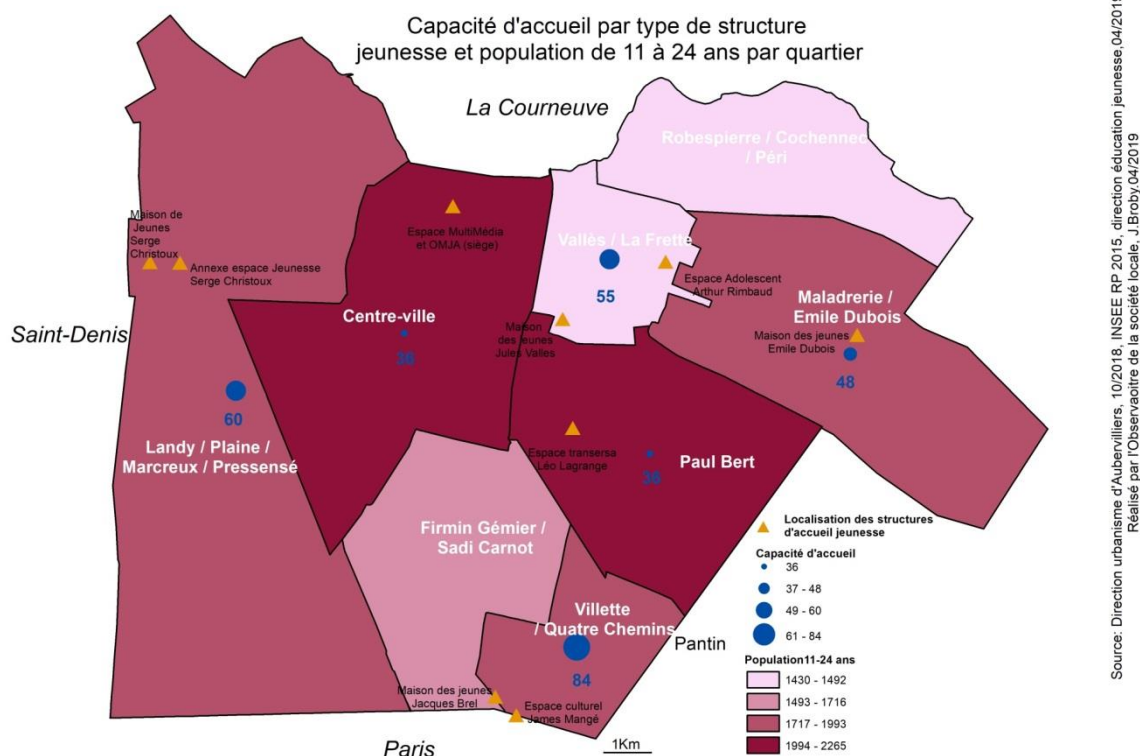 Capacité d'accueil par type de structure
jeunesse et population de 11 à 24 ans par quartier
La Courneuve
Robespierre / Cochennec
/ Péri
Maison de
Jeunes
Serge
Christoux
Annexe espace Jeunesse
Serge Christoux
Espace MultiMédia
et OMJA (siège)
Vallès / La Frette
55
Espace Adolescent
Arthur Rimbaud
Maladrerie /
Emile Dubois
Maison des jeunes
Emile Dubois
48
Saint-Denis
Centre-ville
36
Maison
des jeunes
Jules Valles
60
Landy / Plaine /
Marcreux / Pressensé
Espace transersa
Léo Lagrange
36
Paul Bert
Firmin Gémier /
Sadi Carnot
Villette
/ Quatre Chemins
84
Pantin
Maison des jeunes
Jacques Brel
Espace culturel
James Mangé
Paris
1Km
Localisation des structures
d'accueil jeunesse
Capacité d'accueil
36
37 - 48
49 - 60
61 - 84
Population11-24 ans
1430 - 1492
1493 - 1716
1717 - 1993
1994 - 2265
Source: Direction urbanisme d'Aubervilliers, 10/2018, INSEE RP 2015, direction éducation jeunesse,04/2019
Réalisé par l'Observaoitre de la société locale, J.Broby,04/2019